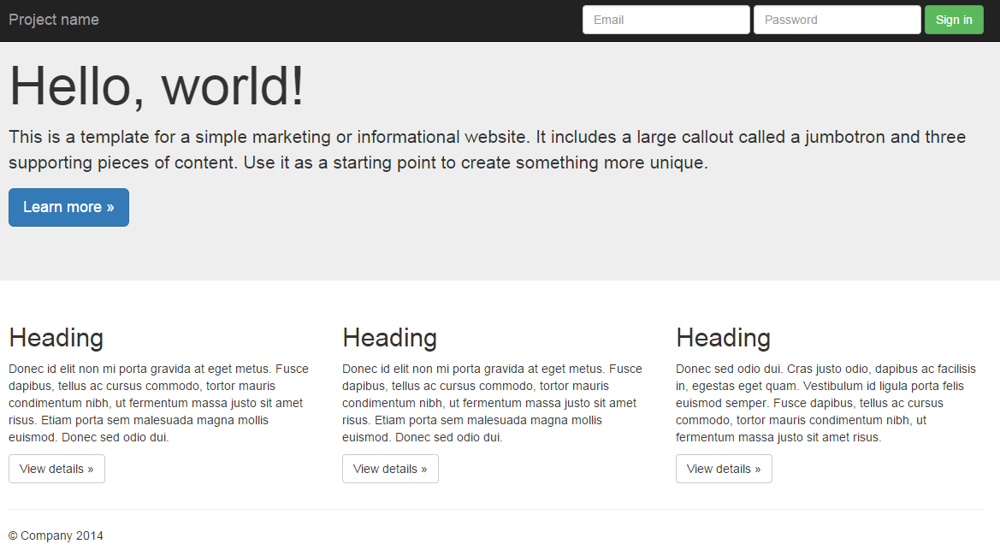 Project name
Email
Password
Sign in
Hello, world!
This is a template for a simple marketing or informational website. It includes a large callout called a jumbotron and three
supporting pieces of content. Use it as a starting point to create something more unique.
Learn more »
Heading
Donec id elit non mi porta gravida at eget metus. Fusce
dapibus, tellus ac cursus commodo, tortor mauris
condimentum nibh, ut fermentum massa justo sit amet
risus. Etiam porta sem malesuada magna mollis
euismod. Donec sed odio dui.
View details »
Heading
Donec id elit non mi porta gravida at eget metus. Fusce
dapibus, tellus ac cursus commodo, tortor mauris
condimentum nibh, ut fermentum massa justo sit amet
risus. Etiam porta sem malesuada magna mollis
euismod. Donec sed odio dui.
View details »
Heading
Donec sed odio dui. Cras justo odio, dapibus ac facilisis
in, egestas eget quam. Vestibulum id ligula porta felis
euismod semper. Fusce dapibus, tellus ac cursus
commodo, tortor mauris condimentum nibh, ut
fermentum massa justo sit amet risus.
View details »
© Company 2014